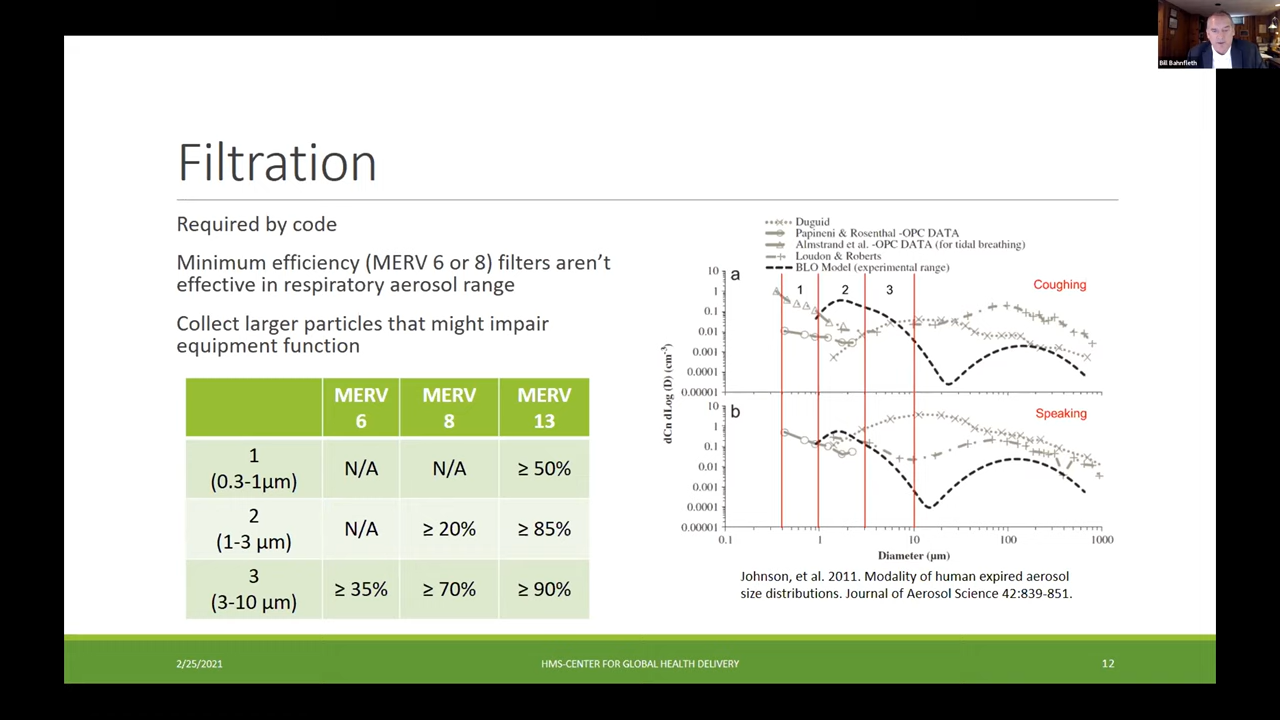 Bill Bahnfleth
Filtration
Required by code
Minimum efficiency (MERV 6 or 8) filters aren't
effective in respiratory aerosol range
Collect larger particles that might impair
equipment function
MERV 6 MERV 8 MERV 13
1 (0.3-1µm) N/A N/A ≥ 50%
2 (1-3 µm) N/A ≥ 20% ≥ 85%
3 (3-10 µm) ≥ 35% ≥ 70% ≥ 90%
Duguid
Papineni & Rosenthal -OPC DATA
Almstrand et al. -OPC DATA (for tidal breathing)
Loudon & Roberts
BLO Model (experimental range)
a
1 2 3
Coughing
10
1
0.1
0.01
0.001
0.0001
0.00001
dCn dLog (D) (cm⁻³)
b
Speaking
10
1
0.1
0.01
0.001
0.0001
0.00001
0.1 1 10 100 1000
Diameter (µm)
Johnson, et al. 2011. Modality of human expired aerosol
size distributions. Journal of Aerosol Science 42:839-851.
2/25/2021 HMS-CENTER FOR GLOBAL HEALTH DELIVERY 12